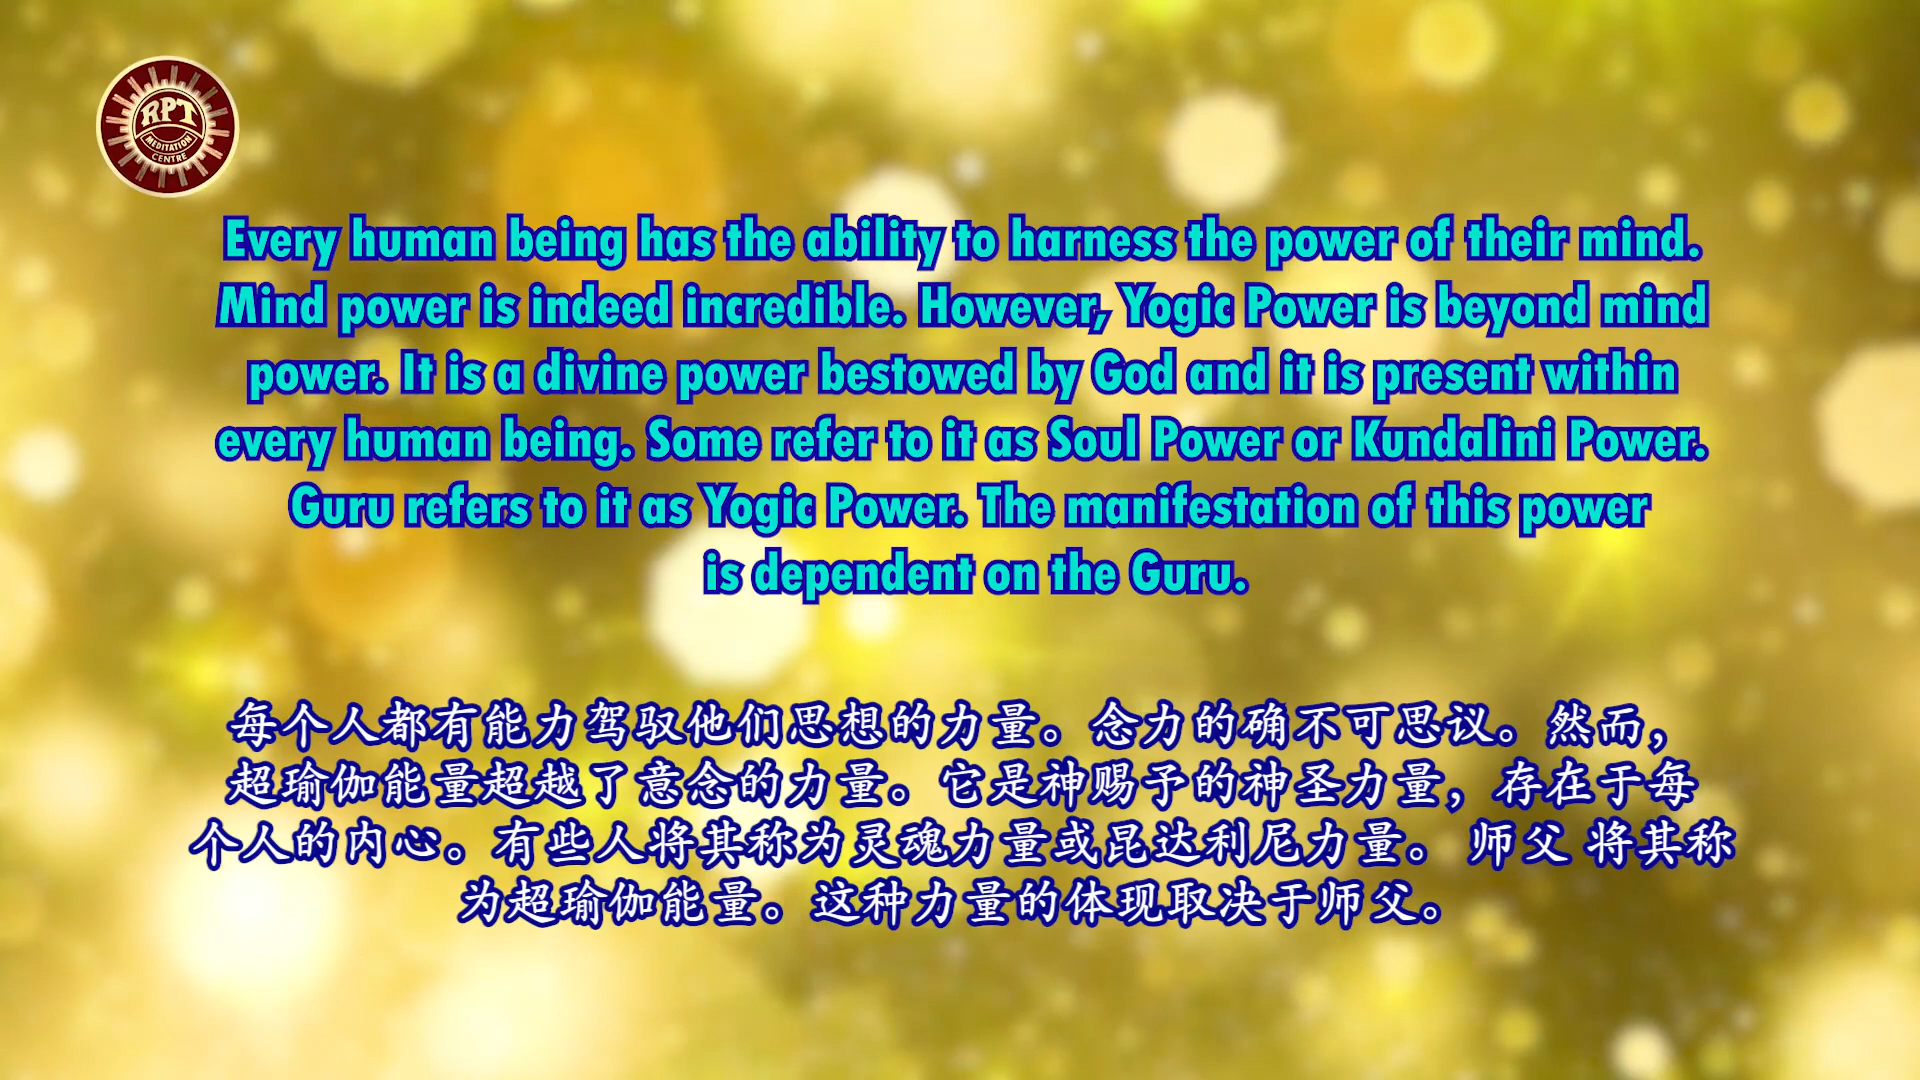 RPT
MEDITATION
CENTRE
Every human being has the ability to harness the power of their mind.
Mind power is indeed incredible. However, Yogic Power is beyond mind
power. It is a divine power bestowed by God and it is present within
every human being. Some refer to it as Soul Power or Kundalini Power.
Guru refers to it as Yogic Power. The manifestation of this power
is dependent on the Guru.
每个人都有能力驾驭他们思想的力量。念力的确不可思议。然而，
超瑜伽能量超越了意念的力量。它是神赐予的神圣力量，存在于每
个人的内心。有些人将其称为灵魂力量或昆达利尼力量。 师父 将其称
为超瑜伽能量。这种力量的体现取决于师父。